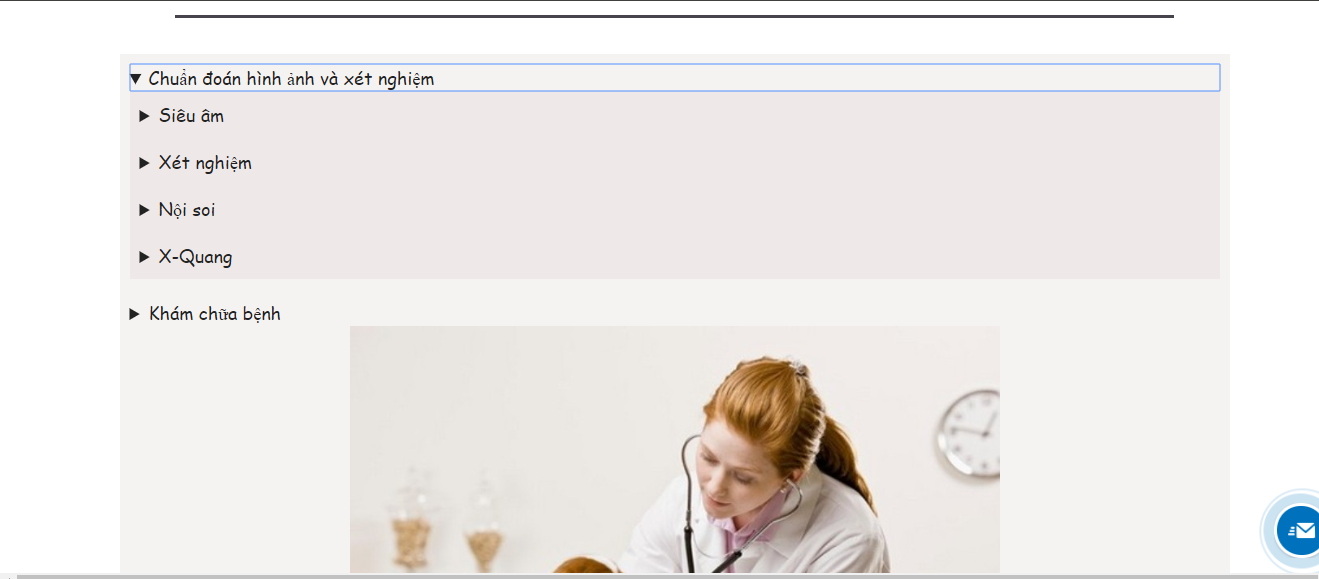 Chuẩn đoán hình ảnh và xét nghiệm
Siêu âm
Xét nghiệm
Nội soi
X-Quang
Khám chữa bệnh